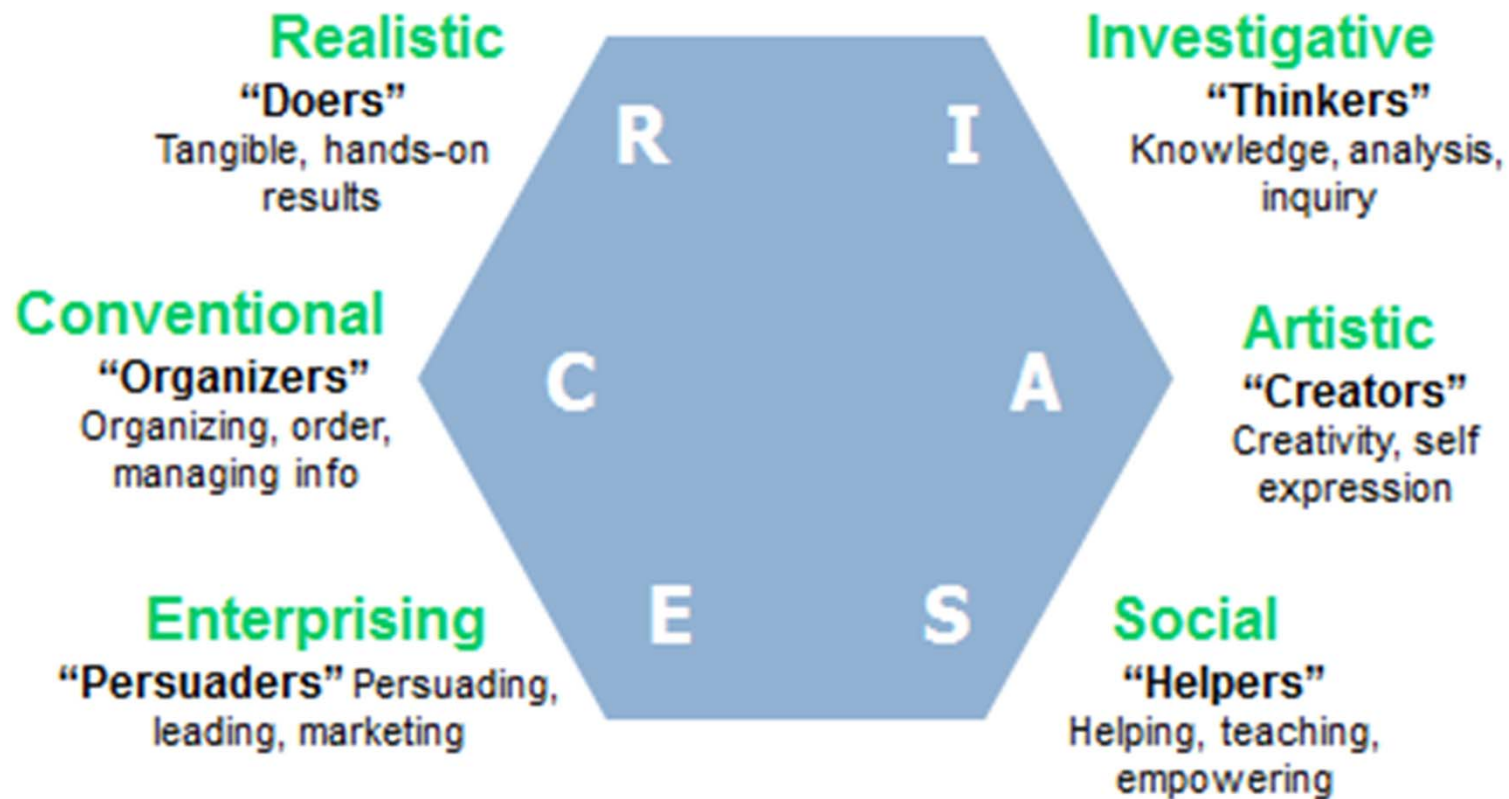 Realistic
“Doers”
Tangible, hands-on
results
R
I
Investigative
“Thinkers”
Knowledge, analysis,
inquiry
Conventional
“Organizers”
Organizing, order,
managing info
C
A
Artistic
“Creators”
Creativity, self
expression
Enterprising
“Persuaders” Persuading,
leading, marketing
E
S
Social
“Helpers”
Helping, teaching,
empowering